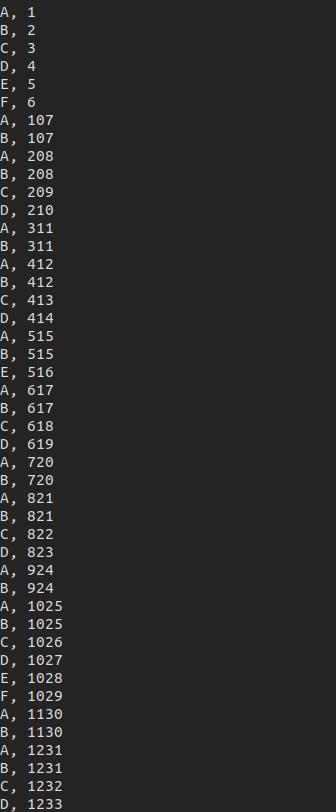 A, 1
B, 2
C, 3
D, 4
E, 5
F, 6
A, 107
B, 107
A, 208
B, 208
C, 209
D, 210
A, 311
B, 311
A, 412
B, 412
C, 413
D, 414
A, 515
B, 515
E, 516
A, 617
B, 617
C, 618
D, 619
A, 720
B, 720
A, 821
B, 821
C, 822
D, 823
A, 924
B, 924
A, 1025
B, 1025
C, 1026
D, 1027
E, 1028
F, 1029
A, 1130
B, 1130
A, 1231
B, 1231
C, 1232
D, 1233